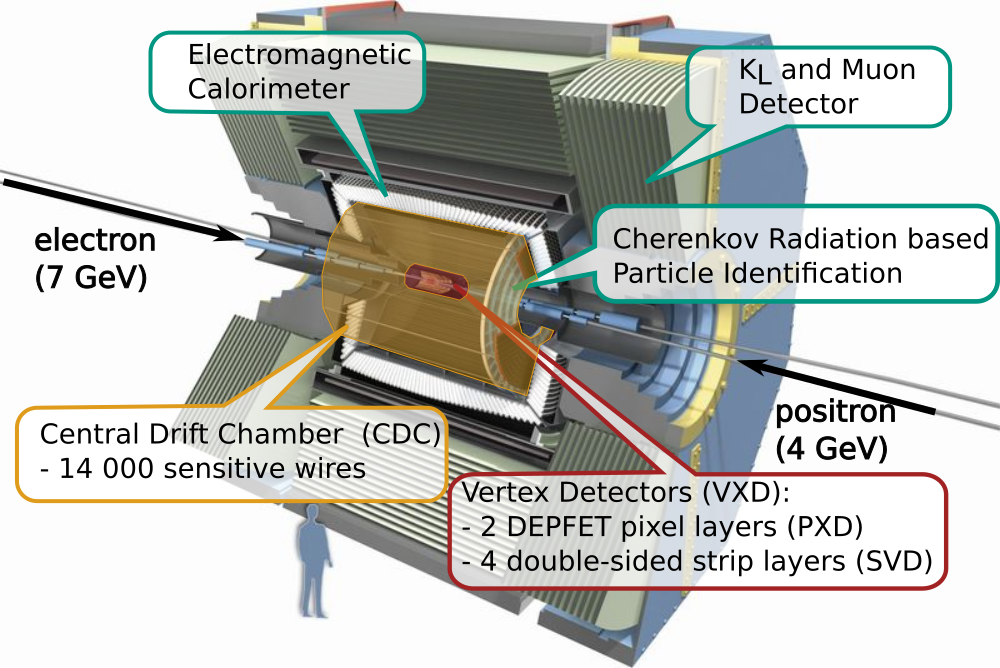 Electromagnetic
Calorimeter
KL and Muon
Detector
electron
(7 GeV)
Cherenkov Radiation based
Particle Identification
positron
(4 GeV)
Central Drift Chamber  (CDC)
- 14 000 sensitive wires
Vertex Detectors (VXD):
- 2 DEPFET pixel layers (PXD)
- 4 double-sided strip layers (SVD)